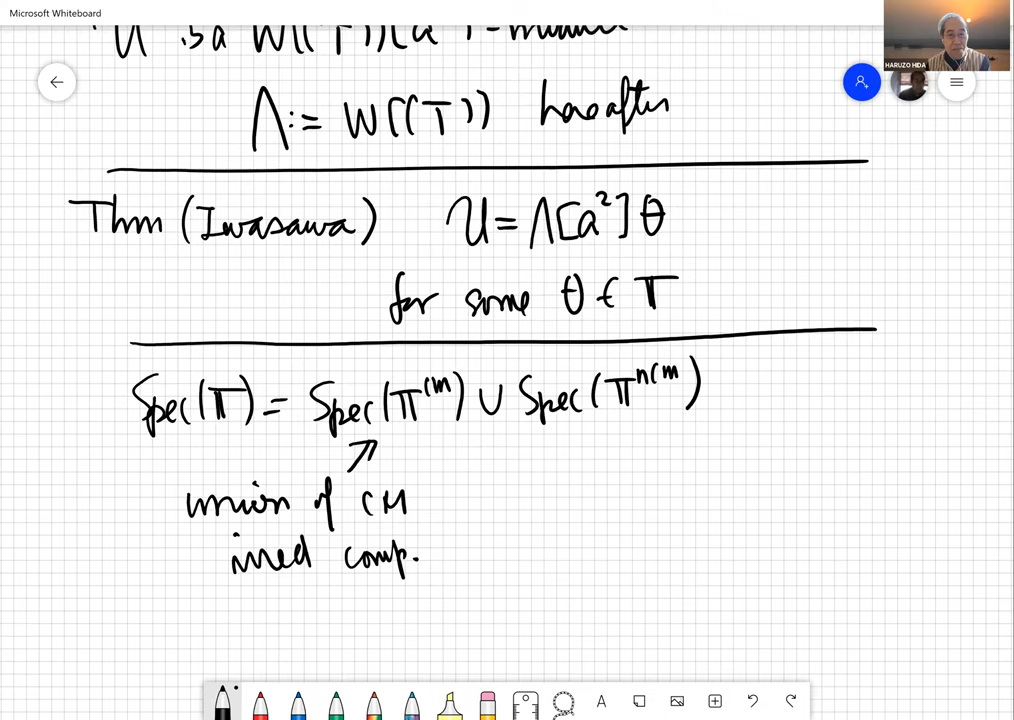 Microsoft Whiteboard
HARUZO HIDA
U is a W[[T]][a
Λ := W[[T]] hereafter
Thm (Iwasawa) U = Λ[a²]θ
for some θ ∈ 𝕋
Spec(𝕋) = Spec(𝕋^cm) ∪ Spec(𝕋^ncm)
↗
union of CM
irred comp.
A